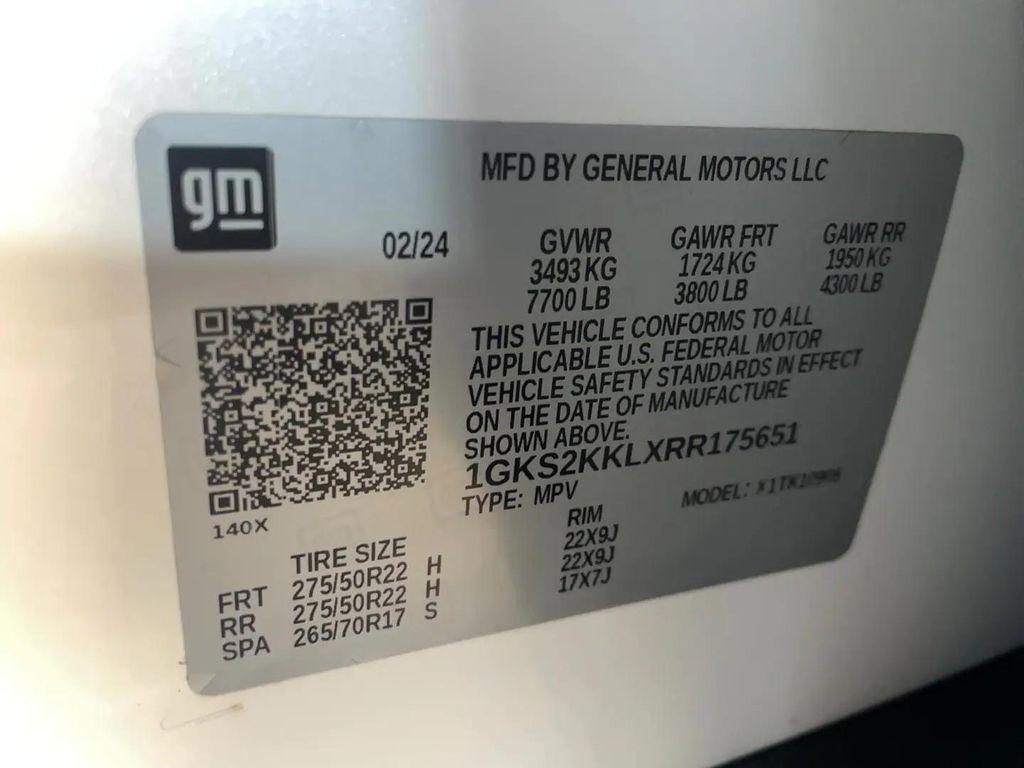 gm
MFD BY GENERAL MOTORS LLC
02/24
GVWR GAWR FRT GAWR RR
3493 KG 1724 KG 1950 KG
7700 LB 3800 LB 4300 LB
THIS VEHICLE CONFORMS TO ALL
APPLICABLE U.S. FEDERAL MOTOR
VEHICLE SAFETY STANDARDS IN EFFECT
ON THE DATE OF MANUFACTURE
SHOWN ABOVE.
1GKS2KKLXRR175651
TYPE: MPV MODEL:
140X
TIRE SIZE RIM
FRT 275/50R22 H 22X9J
RR 275/50R22 H 22X9J
SPA 265/70R17 S 17X7J